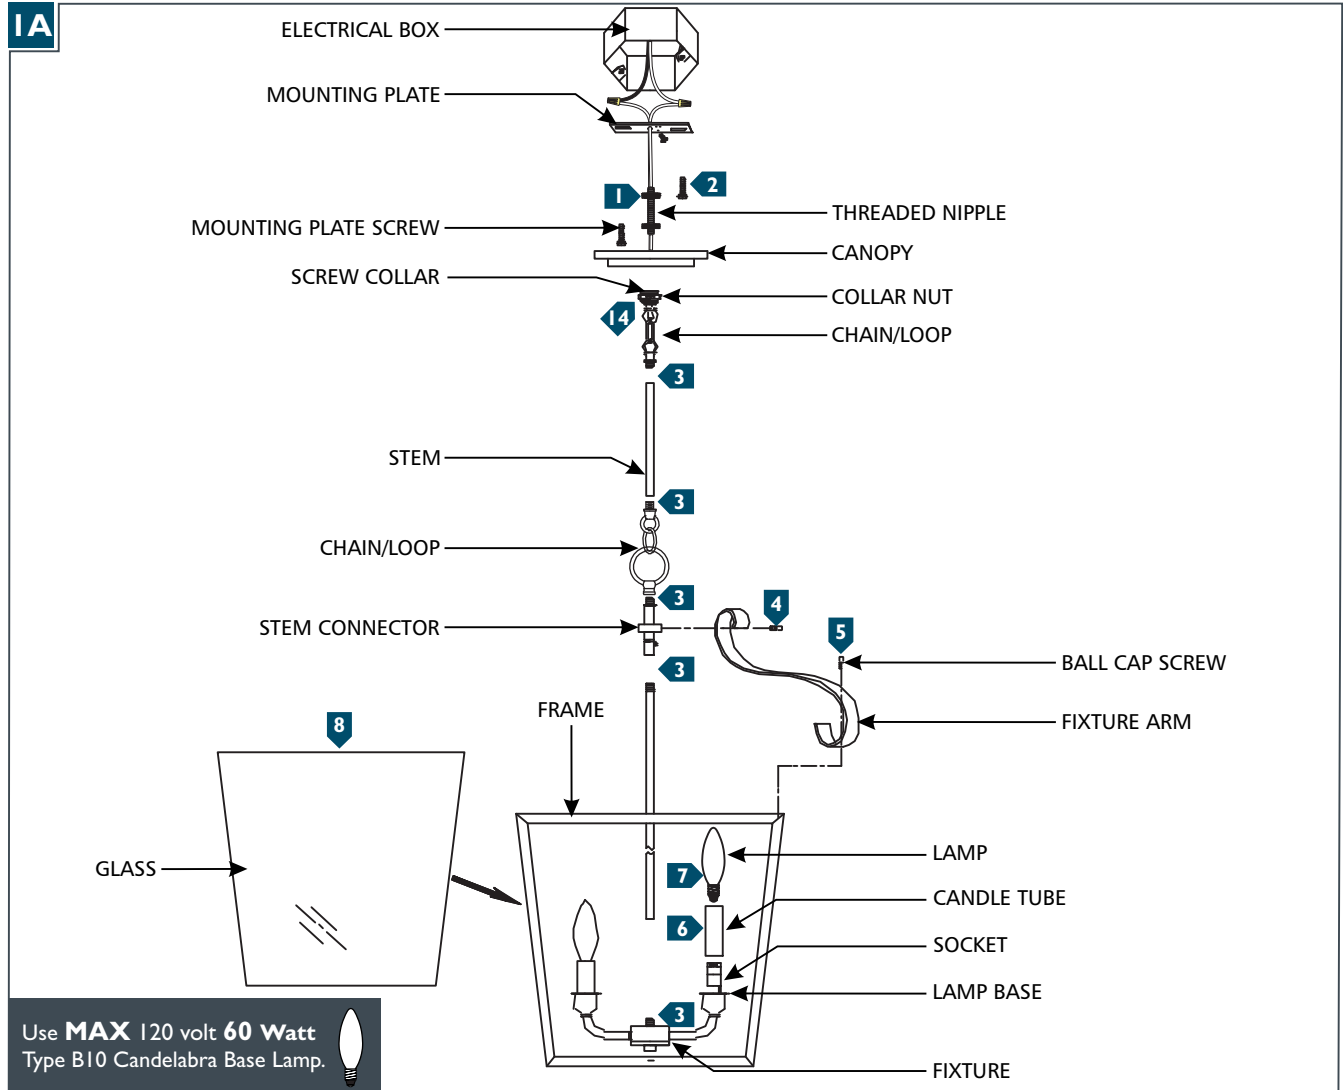 1A
ELECTRICAL BOX
MOUNTING PLATE
1
2
THREADED NIPPLE
MOUNTING PLATE SCREW
CANOPY
SCREW COLLAR
COLLAR NUT
14
CHAIN/LOOP
3
STEM
3
CHAIN/LOOP
3
4
STEM CONNECTOR
5
BALL CAP SCREW
3
FRAME
FIXTURE ARM
8
LAMP
GLASS
7
CANDLE TUBE
6
SOCKET
LAMP BASE
3
Use MAX 120 volt 60 Watt
Type B10 Candelabra Base Lamp.
FIXTURE